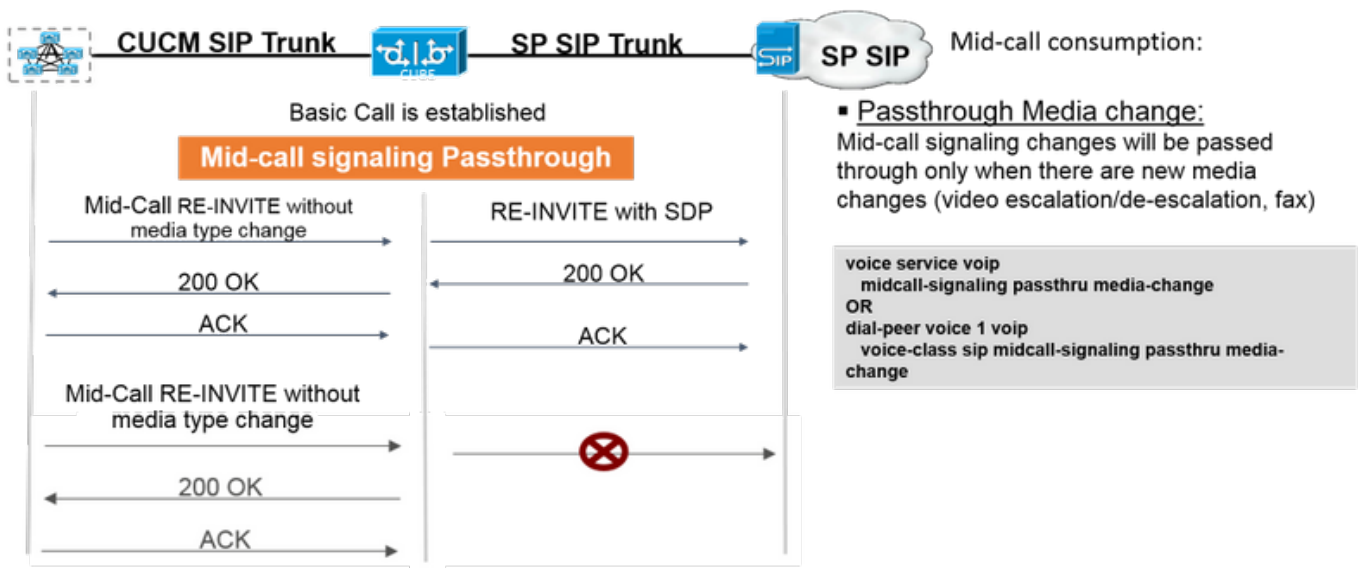 CUCM SIP Trunk
SP SIP Trunk
CUBE
SIP
SP SIP
Mid-call consumption:
Basic Call is established
Mid-call signaling Passthrough
Mid-Call RE-INVITE without
media type change
RE-INVITE with SDP
200 OK
200 OK
ACK
ACK
Mid-Call RE-INVITE without
media type change
200 OK
ACK
▪ Passthrough Media change:
Mid-call signaling changes will be passed
through only when there are new media
changes (video escalation/de-escalation, fax)
voice service voip
midcall-signaling passthru media-change
OR
dial-peer voice 1 voip
voice-class sip midcall-signaling passthru media-
change